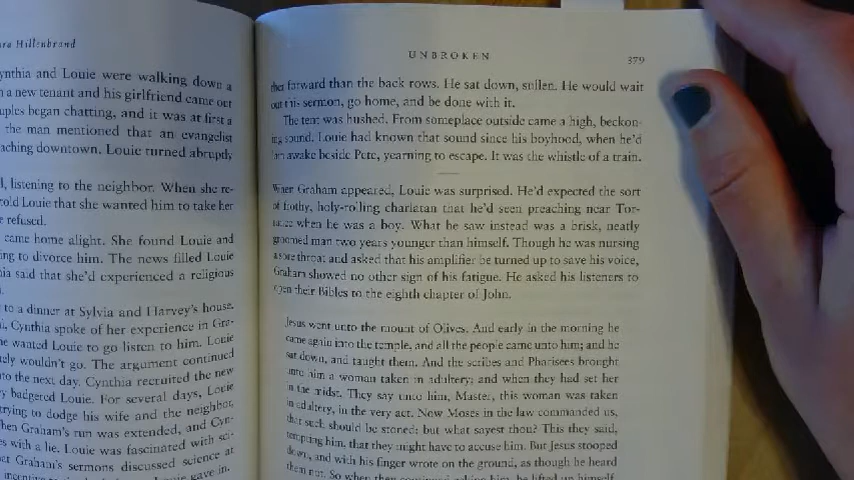 Hillenbrand
and Louie were walking down a
a new tenant and his girlfriend came out
began chatting, and it was at first a
the man mentioned that an evangelist
downtown. Louie turned abruptly
listening to the neighbor. When she re-
told Louie that she wanted him to take her
refused.
came home alight. She found Louie and
to divorce him. The news filled Louie
said that she'd experienced a religious
to a dinner at Sylvia and Harvey's house.
Cynthia spoke of her experience in Gra-
wanted Louie to go listen to him. Louie
wouldn't go. The argument continued
to the next day. Cynthia recruited the new
badgered Louie. For several days, Louie
trying to dodge his wife and the neighbor,
Graham's run was extended, and Cyn-
with a lie. Louie was fascinated with sci-
Graham's sermons discussed science at
gave in.
UNBROKEN
379
forward than the back rows. He sat down, sullen. He would wait
out this sermon, go home, and be done with it.
The tent was hushed. From someplace outside came a high, beckon-
ing sound. Louie had known that sound since his boyhood, when he'd
awake beside Pete, yearning to escape. It was the whistle of a train.
When Graham appeared, Louie was surprised. He'd expected the sort
of frothy, holy-rolling charlatan that he'd seen preaching near Tor-
rance when he was a boy. What he saw instead was a brisk, neatly
groomed man two years younger than himself. Though he was nursing
a sore throat and asked that his amplifier be turned up to save his voice,
Graham showed no other sign of his fatigue. He asked his listeners to
open their Bibles to the eighth chapter of John.
Jesus went unto the mount of Olives. And early in the morning he
came again into the temple, and all the people came unto him; and he
sat down, and taught them. And the scribes and Pharisees brought
unto him a woman taken in adultery; and when they had set her
in the midst, They say unto him, Master, this woman was taken
in adultery, in the very act. Now Moses in the law commanded us,
that such should be stoned: but what sayest thou? This they said,
tempting him, that they might have to accuse him. But Jesus stooped
down, and with his finger wrote on the ground, as though he heard
them not. So when they continued asking him, he lifted up himself